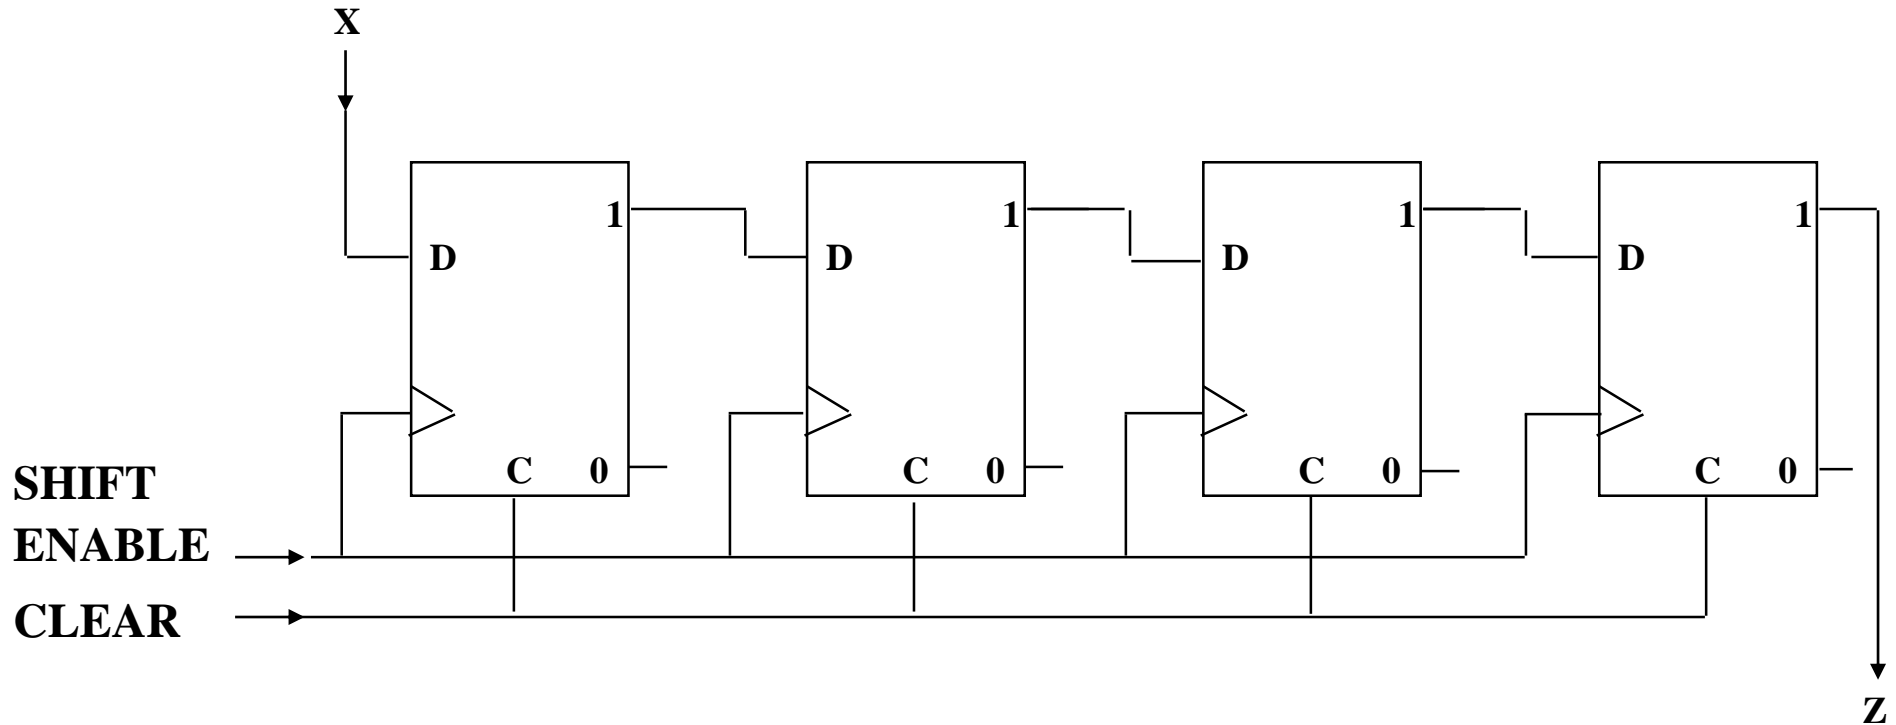 X
1 1 1 1
D D D D
C 0 C 0 C 0 C 0
SHIFT
ENABLE
CLEAR
Z